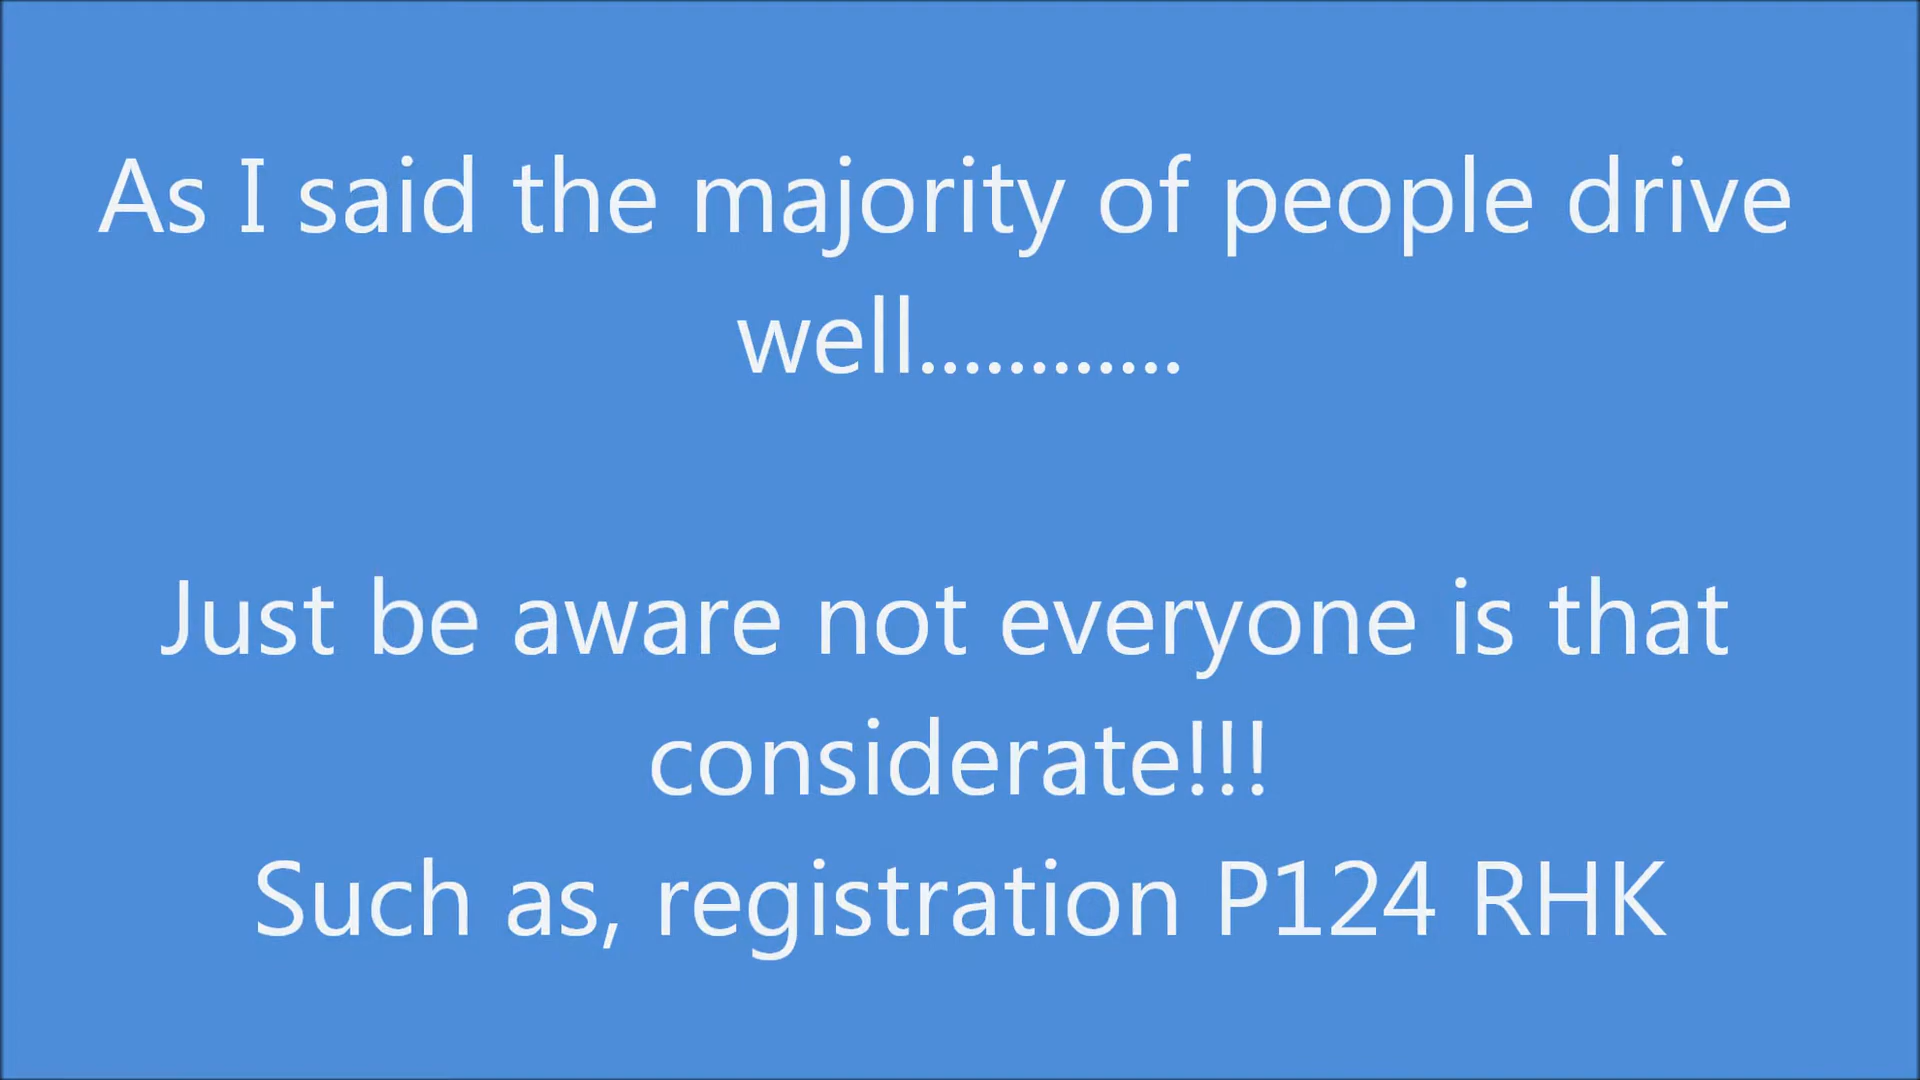 As I said the majority of people drive
well............
Just be aware not everyone is that
considerate!!!
Such as, registration P124 RHK